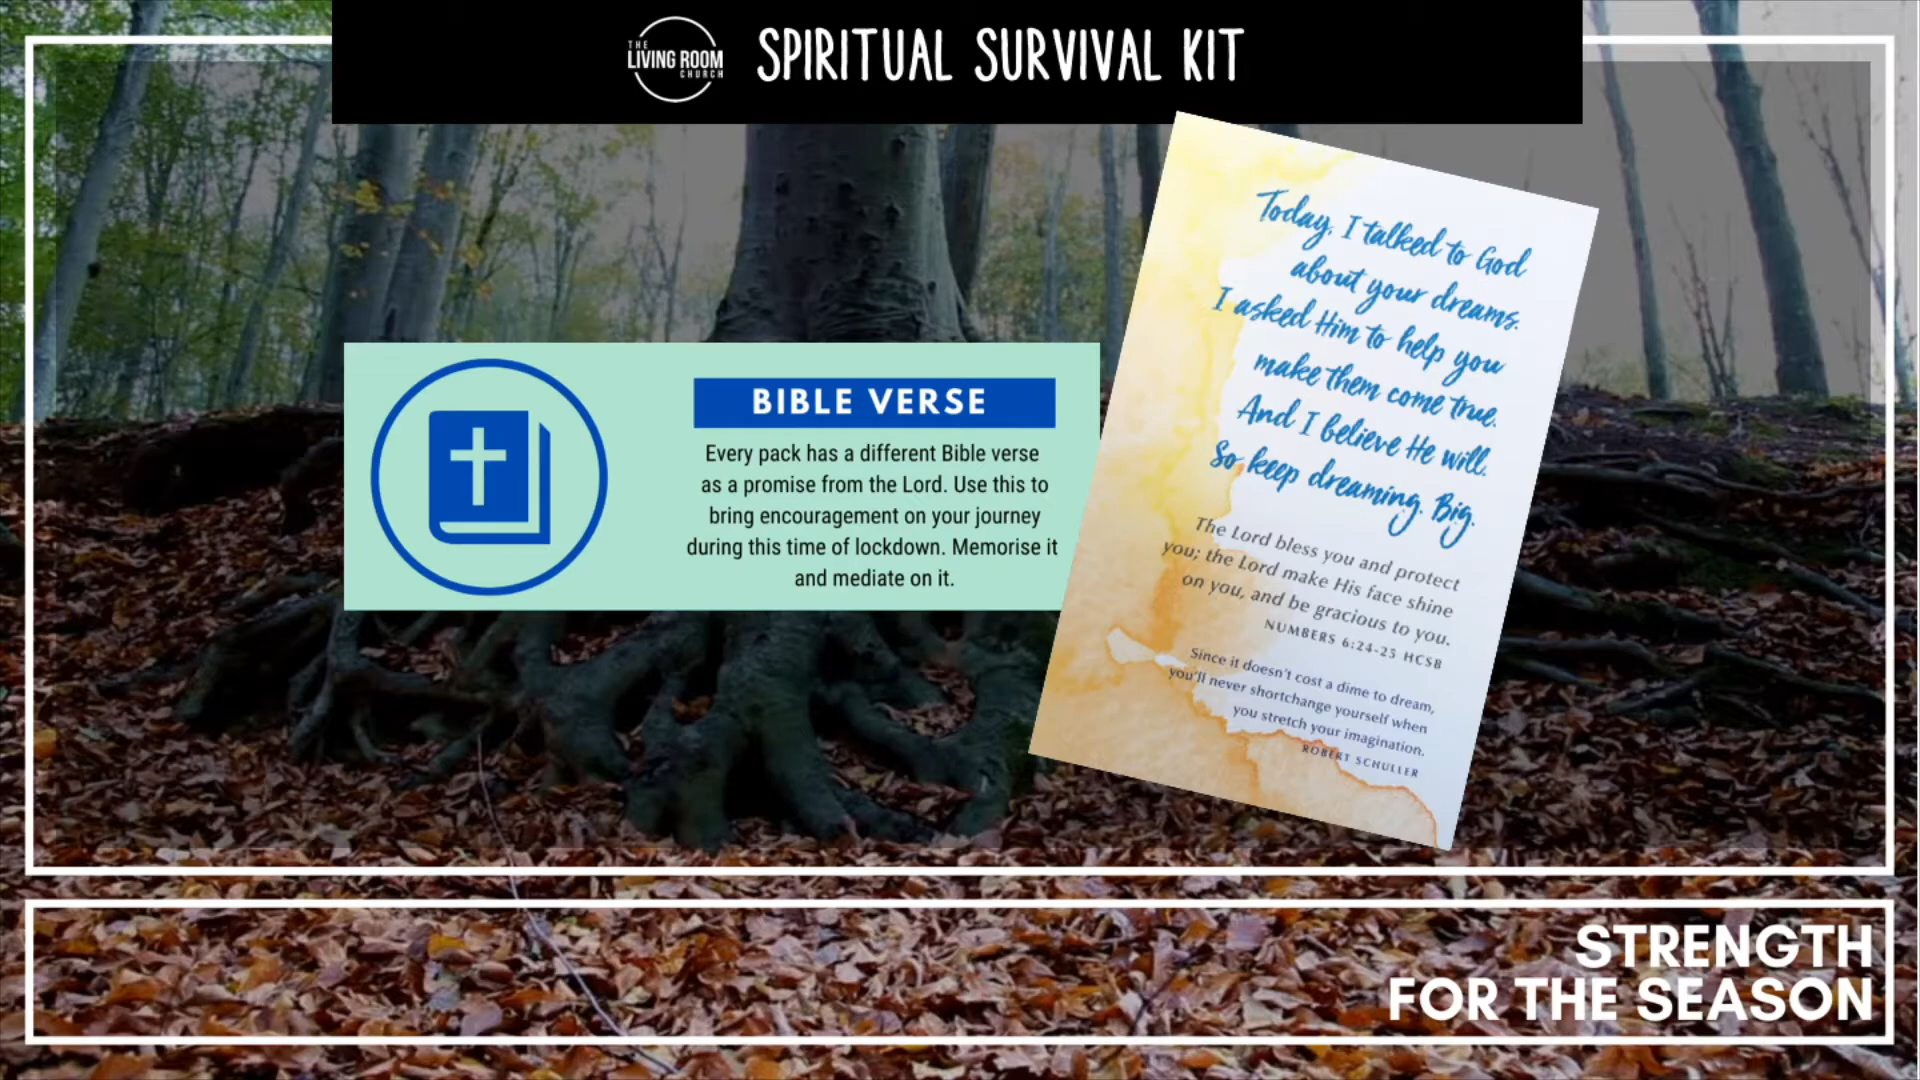 THE
LIVING ROOM
CHURCH
SPIRITUAL SURVIVAL KIT
BIBLE VERSE
Every pack has a different Bible verse
as a promise from the Lord. Use this to
bring encouragement on your journey
during this time of lockdown. Memorise it
and mediate on it.
Today, I talked to God
about your dreams.
I asked Him to help you
make them come true.
And I believe He will.
So keep dreaming. Big.
The Lord bless you and protect
you; the Lord make His face shine
on you, and be gracious to you.
NUMBERS 6:24-25 HCSB
Since it doesn't cost a dime to dream,
you'll never shortchange yourself when
you stretch your imagination.
ROBERT SCHULLER
STRENGTH
FOR THE SEASON